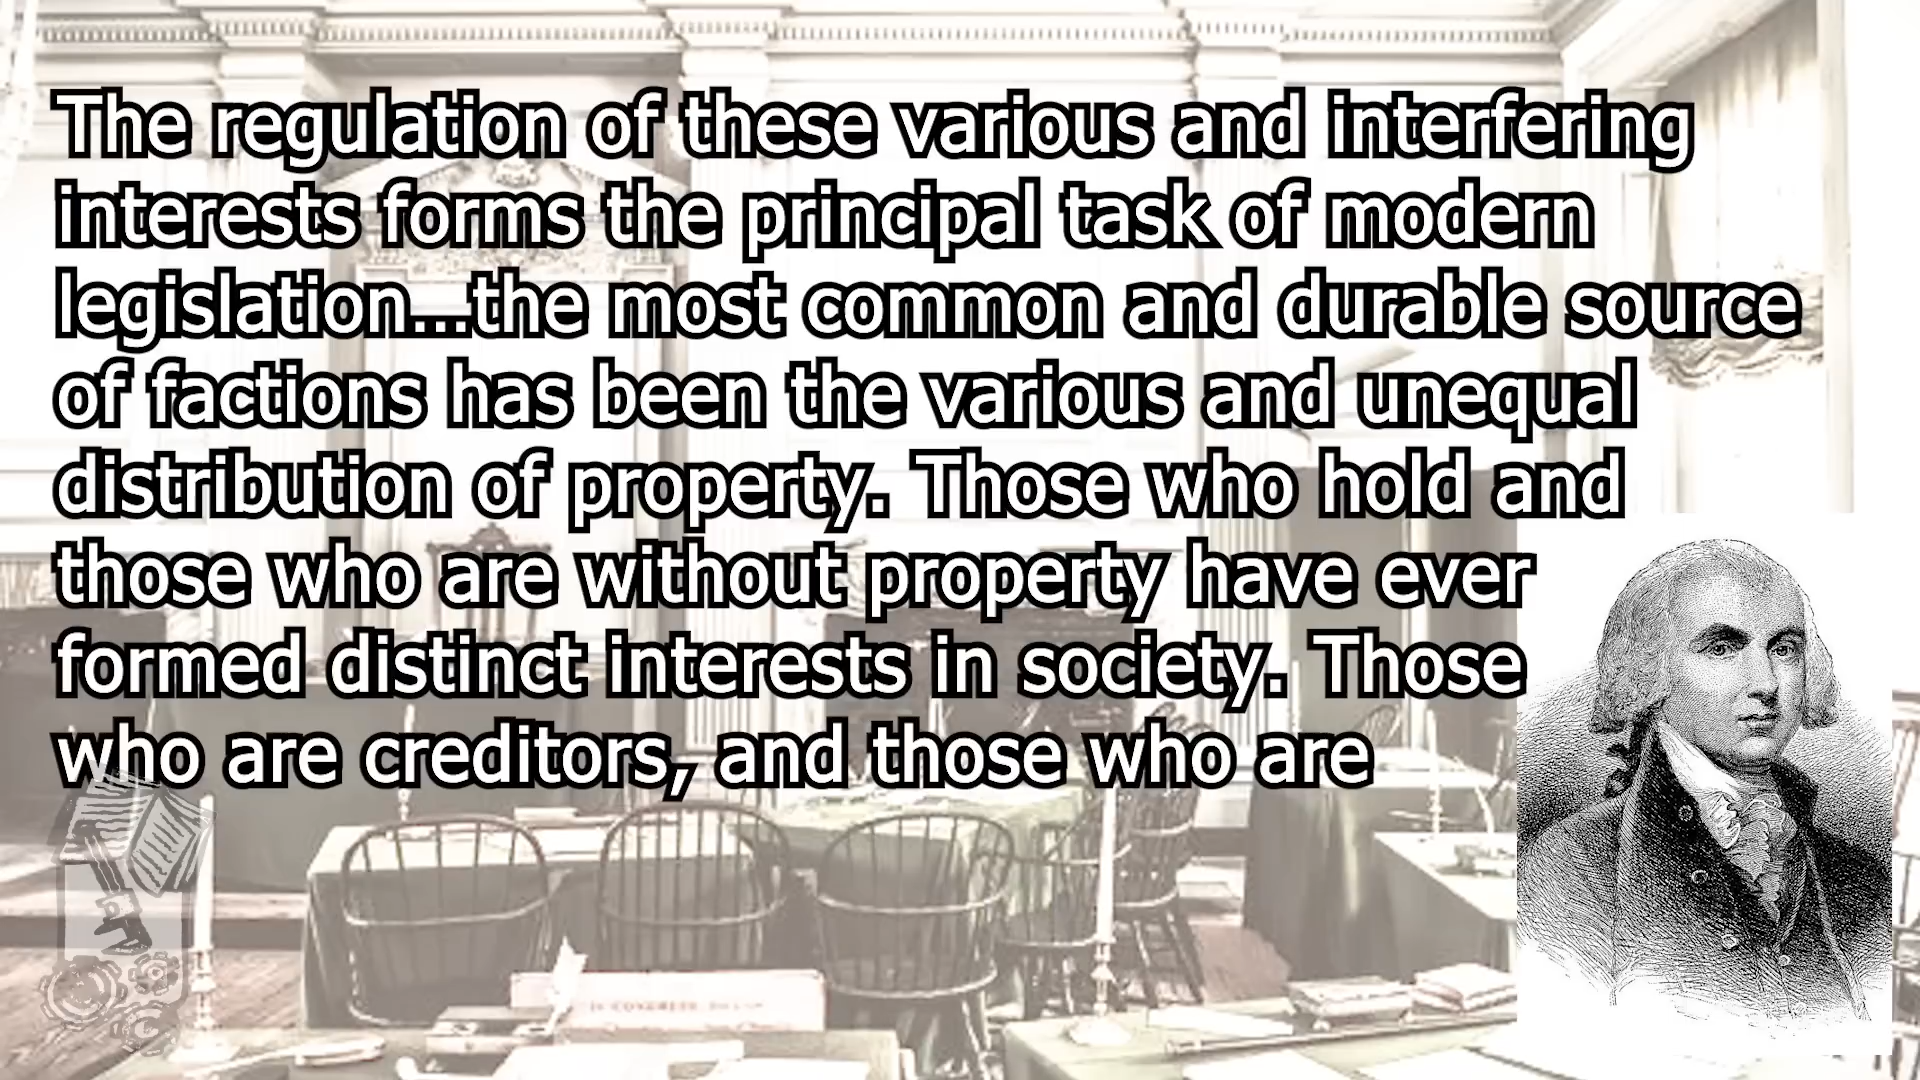 The regulation of these various and interfering
interests forms the principal task of modern
legislation...the most common and durable source
of factions has been the various and unequal
distribution of property. Those who hold and
those who are without property have ever
formed distinct interests in society. Those
who are creditors, and those who are